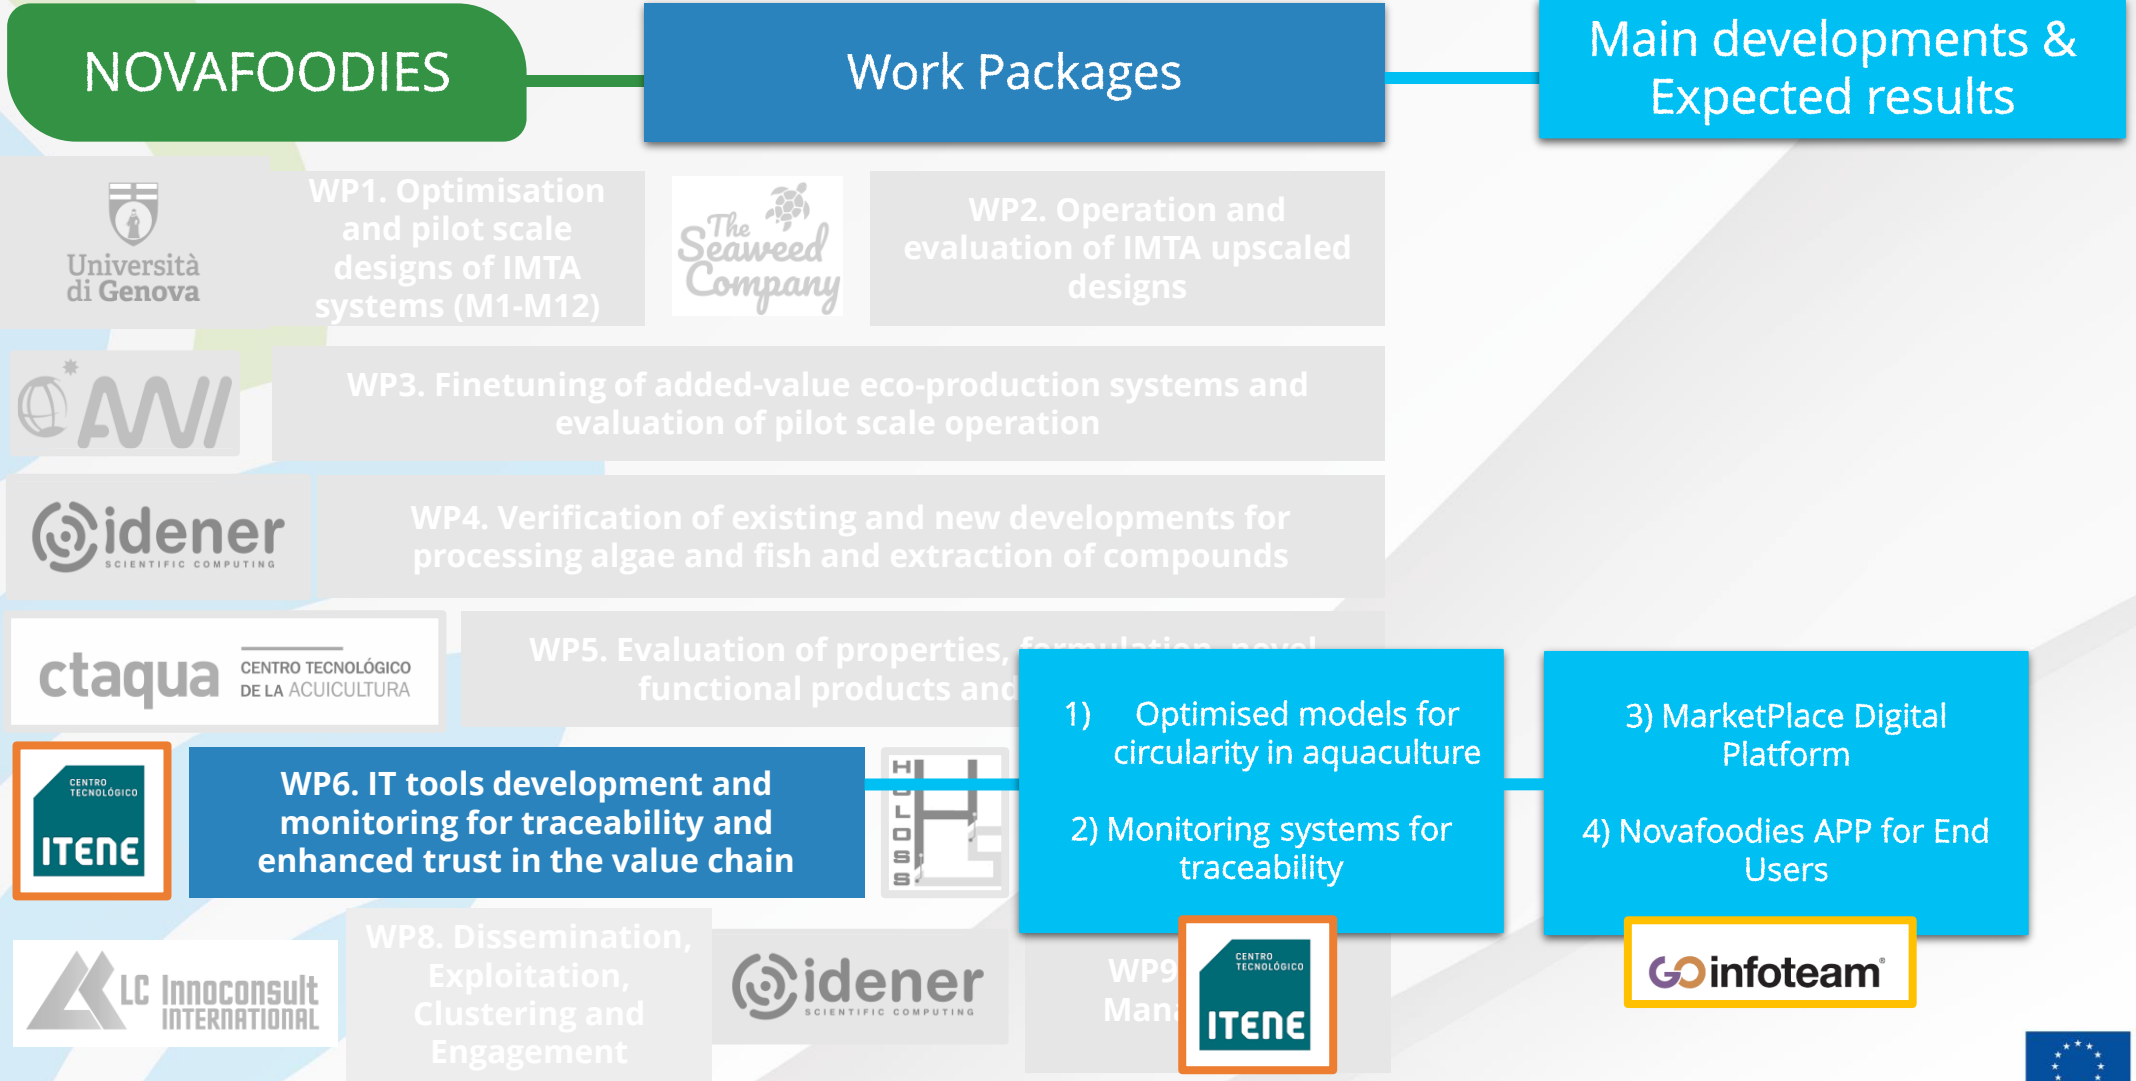 NOVAFOODIES
Work Packages
Main developments &
Expected results
Università
di Genova
WP1. Optimisation
and pilot scale
designs of IMTA
systems (M1-M12)
The
Seaweed
Company
WP2. Operation and
evaluation of IMTA upscaled
designs
ANI
WP3. Finetuning of added-value eco-production systems and
evaluation of pilot scale operation
idener
SCIENTIFIC COMPUTING
WP4. Verification of existing and new developments for
processing algae and fish and extraction of compounds
ctaqua
CENTRO TECNOLÓGICO
DE LA ACUICULTURA
WP5. Evaluation of properties, formulation, novel
functional products and
CENTRO
TECNOLÓGICO
ITENE
WP6. IT tools development and
monitoring for traceability and
enhanced trust in the value chain
HOLOSS
1) Optimised models for
circularity in aquaculture
2) Monitoring systems for
traceability
3) MarketPlace Digital
Platform
4) Novafoodies APP for End
Users
LC Innoconsult
INTERNATIONAL
WP8. Dissemination,
Exploitation,
Clustering and
Engagement
idener
SCIENTIFIC COMPUTING
WP9
CENTRO
TECNOLÓGICO
ITENE
GO infoteam